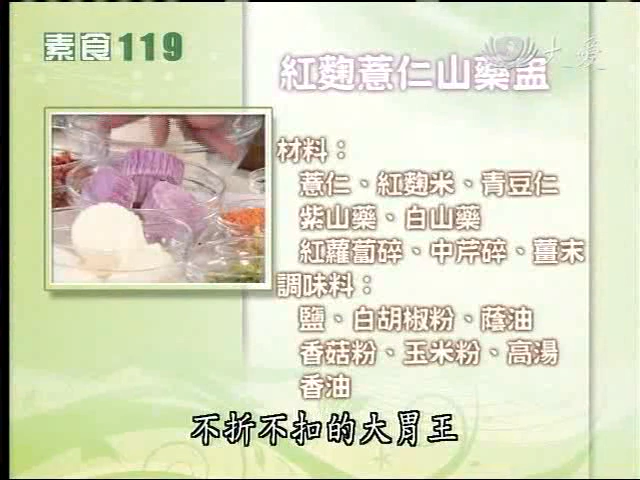 素食119
大愛
紅麴薏仁山藥盅
材料：
薏仁、紅麴米、青豆仁
紫山藥、白山藥
紅蘿蔔碎、中芹碎、薑末
調味料：
鹽、白胡椒粉、蔭油
香菇粉、玉米粉、高湯
香油
不折不扣的大胃王